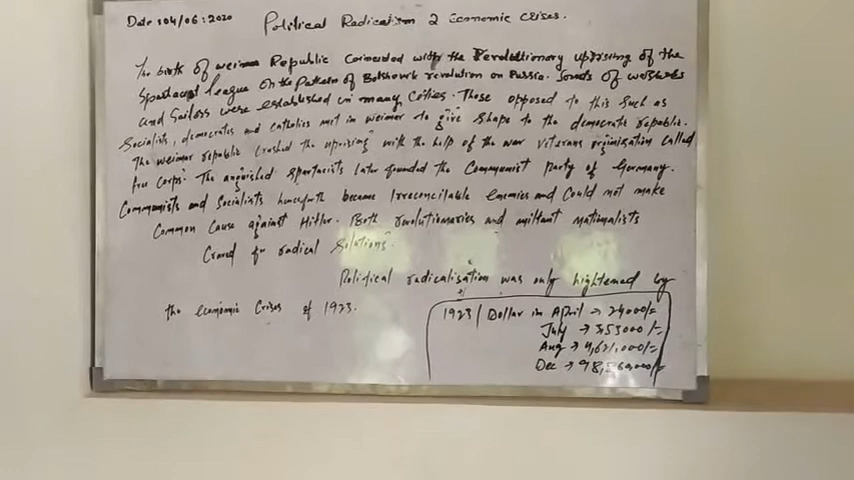 Date :04/06:2020
Political Radicalism & Economic crises.
The birth of weimar Republic Coincided with the Revolutionary uprising of the
Spartacist league on the Pattern of Bolshevik revolution on Russia. Soviets of workers
and Sailors were established in many Cities. Those opposed to this such as
Socialists, democrates and catholics met in weimar to give shape to the democratic republic.
The weimar republic Crushed the uprising with the help of the war veterans orginisation called
free Corps. The anguished Spartacists later founded the Communist party of Germany.
Communists and Socialists henceforth became Irreconcilable Enemies and Could not make
Common Cause against Hitler. Both revolutionaries and militant nationalists
Craved for radical Solutions.
Political radicalisation was only hightened by
the economic Crises of 1923.
1923 | Dollar in April → 24000/=
July → 353000/=
Aug → 4,621,000/=
Dec → 98,860,000/=